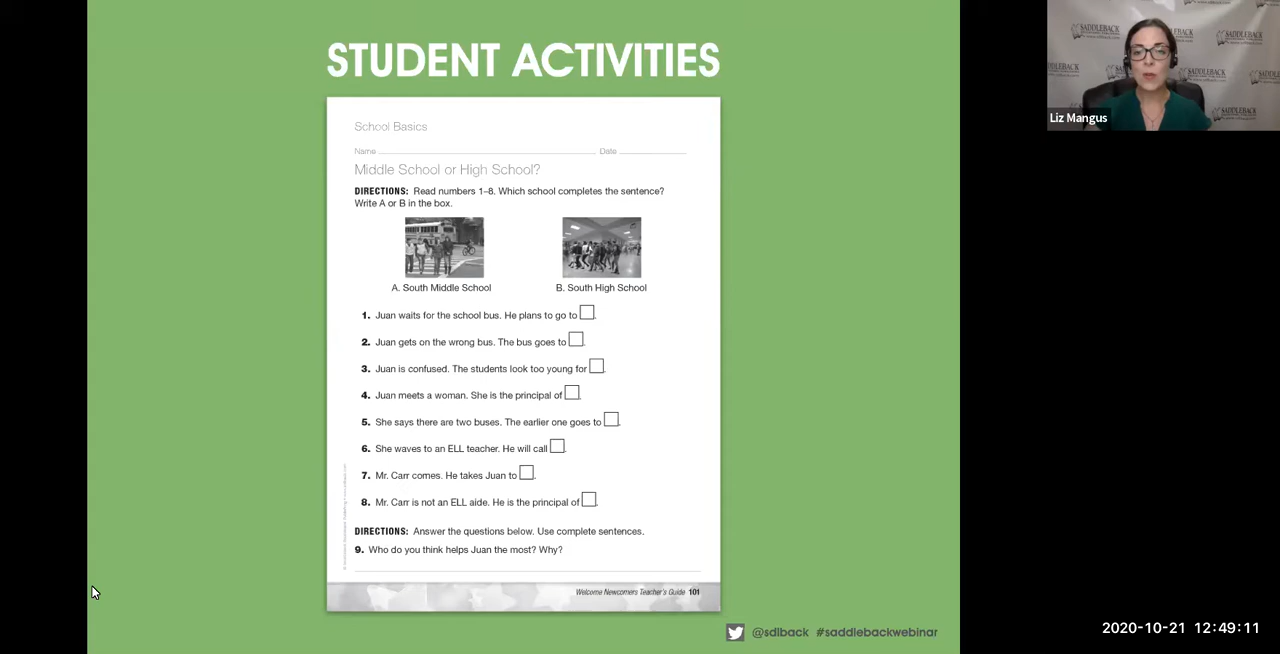 STUDENT ACTIVITIES
School Basics
Name Date
Middle School or High School?
DIRECTIONS: Read numbers 1–8. Which school completes the sentence?
Write A or B in the box.
A. South Middle School B. South High School
1. Juan waits for the school bus. He plans to go to .
2. Juan gets on the wrong bus. The bus goes to .
3. Juan is confused. The students look too young for .
4. Juan meets a woman. She is the principal of .
5. She says there are two buses. The earlier one goes to .
6. She waves to an ELL teacher. He will call .
7. Mr. Carr comes. He takes Juan to .
8. Mr. Carr is not an ELL aide. He is the principal of .
DIRECTIONS: Answer the questions below. Use complete sentences.
9. Who do you think helps Juan the most? Why?
Welcome Newcomers Teacher's Guide 101
@sdlback #saddlebackwebinar
SADDLEBACK
Liz Mangus
2020-10-21 12:49:11